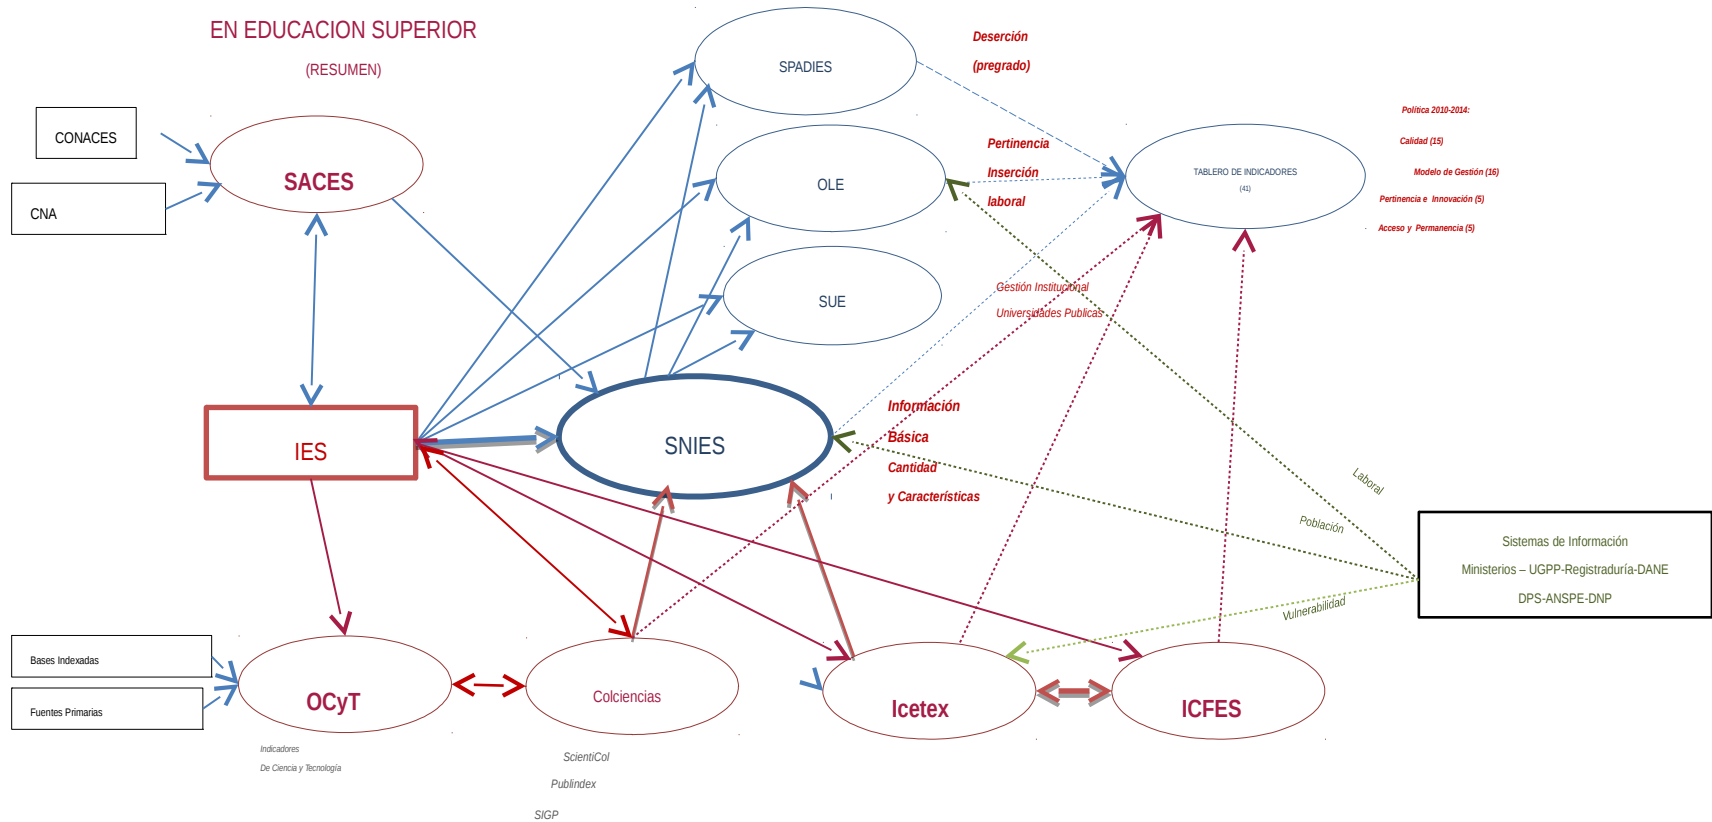 EN EDUCACION SUPERIOR
(RESUMEN)
CONACES
CNA
SACES
SPADIES
OLE
SUE
Deserción
(pregrado)
Pertinencia
Inserción
laboral
TABLERO DE INDICADORES
(41)
Política 2010-2014:
Calidad (15)
Modelo de Gestión (16)
Pertinencia e Innovación (5)
Acceso y Permanencia (5)
Gestión Institucional
Universidades Publicas
IES
SNIES
Información
Básica
Cantidad
y Características
Laboral
Población
Vulnerabilidad
Sistemas de Información
Ministerios – UGPP-Registraduría-DANE
DPS-ANSPE-DNP
Bases Indexadas
Fuentes Primarias
OCyT
Colciencias
Icetex
ICFES
Indicadores
De Ciencia y Tecnología
ScientiCol
Publindex
SIGP